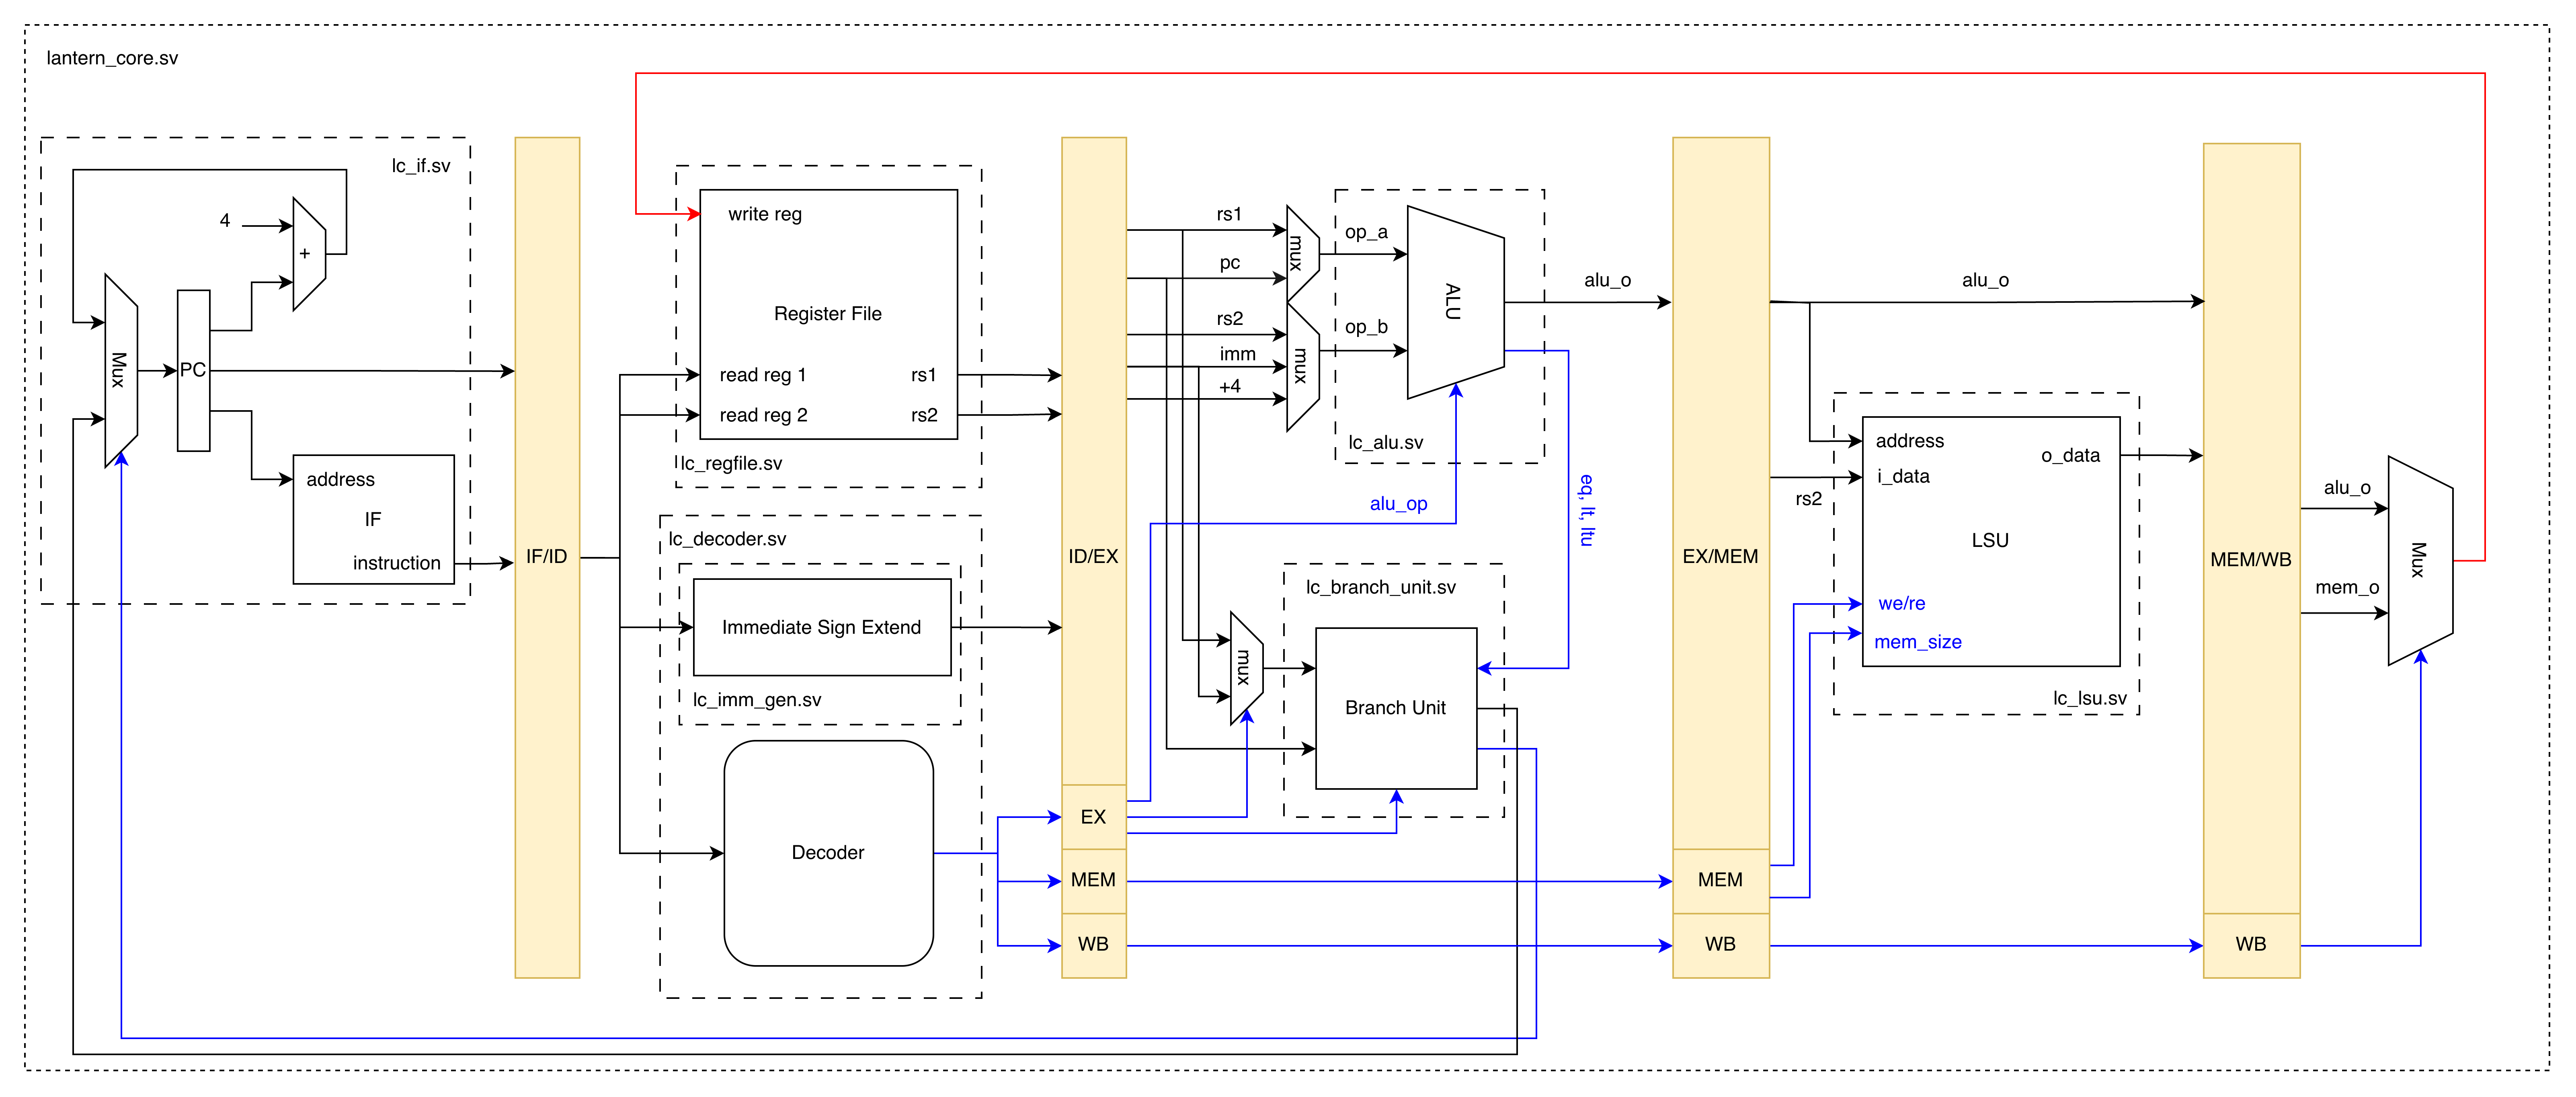 lantern_core.sv
lc_if.sv
4
+
Mux
PC
address
IF
instruction
IF/ID
write reg
Register File
read reg 1
rs1
read reg 2
rs2
lc_regfile.sv
lc_decoder.sv
Immediate Sign Extend
lc_imm_gen.sv
Decoder
ID/EX
EX
MEM
WB
rs1
pc
rs2
imm
+4
mux
mux
op_a
op_b
ALU
lc_alu.sv
alu_op
eq, lt, ltu
alu_o
mux
lc_branch_unit.sv
Branch Unit
EX/MEM
MEM
WB
alu_o
rs2
address
i_data
o_data
LSU
we/re
mem_size
lc_lsu.sv
MEM/WB
WB
alu_o
mem_o
Mux